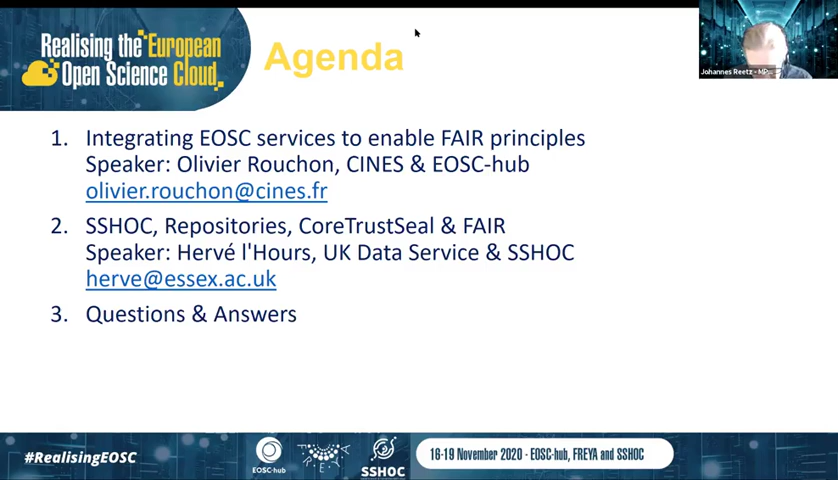 Realising the European
Open Science Cloud
Agenda
Johannes Reetz - MP...
1. Integrating EOSC services to enable FAIR principles
Speaker: Olivier Rouchon, CINES & EOSC-hub
olivier.rouchon@cines.fr
2. SSHOC, Repositories, CoreTrustSeal & FAIR
Speaker: Hervé l'Hours, UK Data Service & SSHOC
herve@essex.ac.uk
3. Questions & Answers
#RealisingEOSC
EOSC-hub
FREYA
SSHOC
16-19 November 2020 - EOSC-hub, FREYA and SSHOC